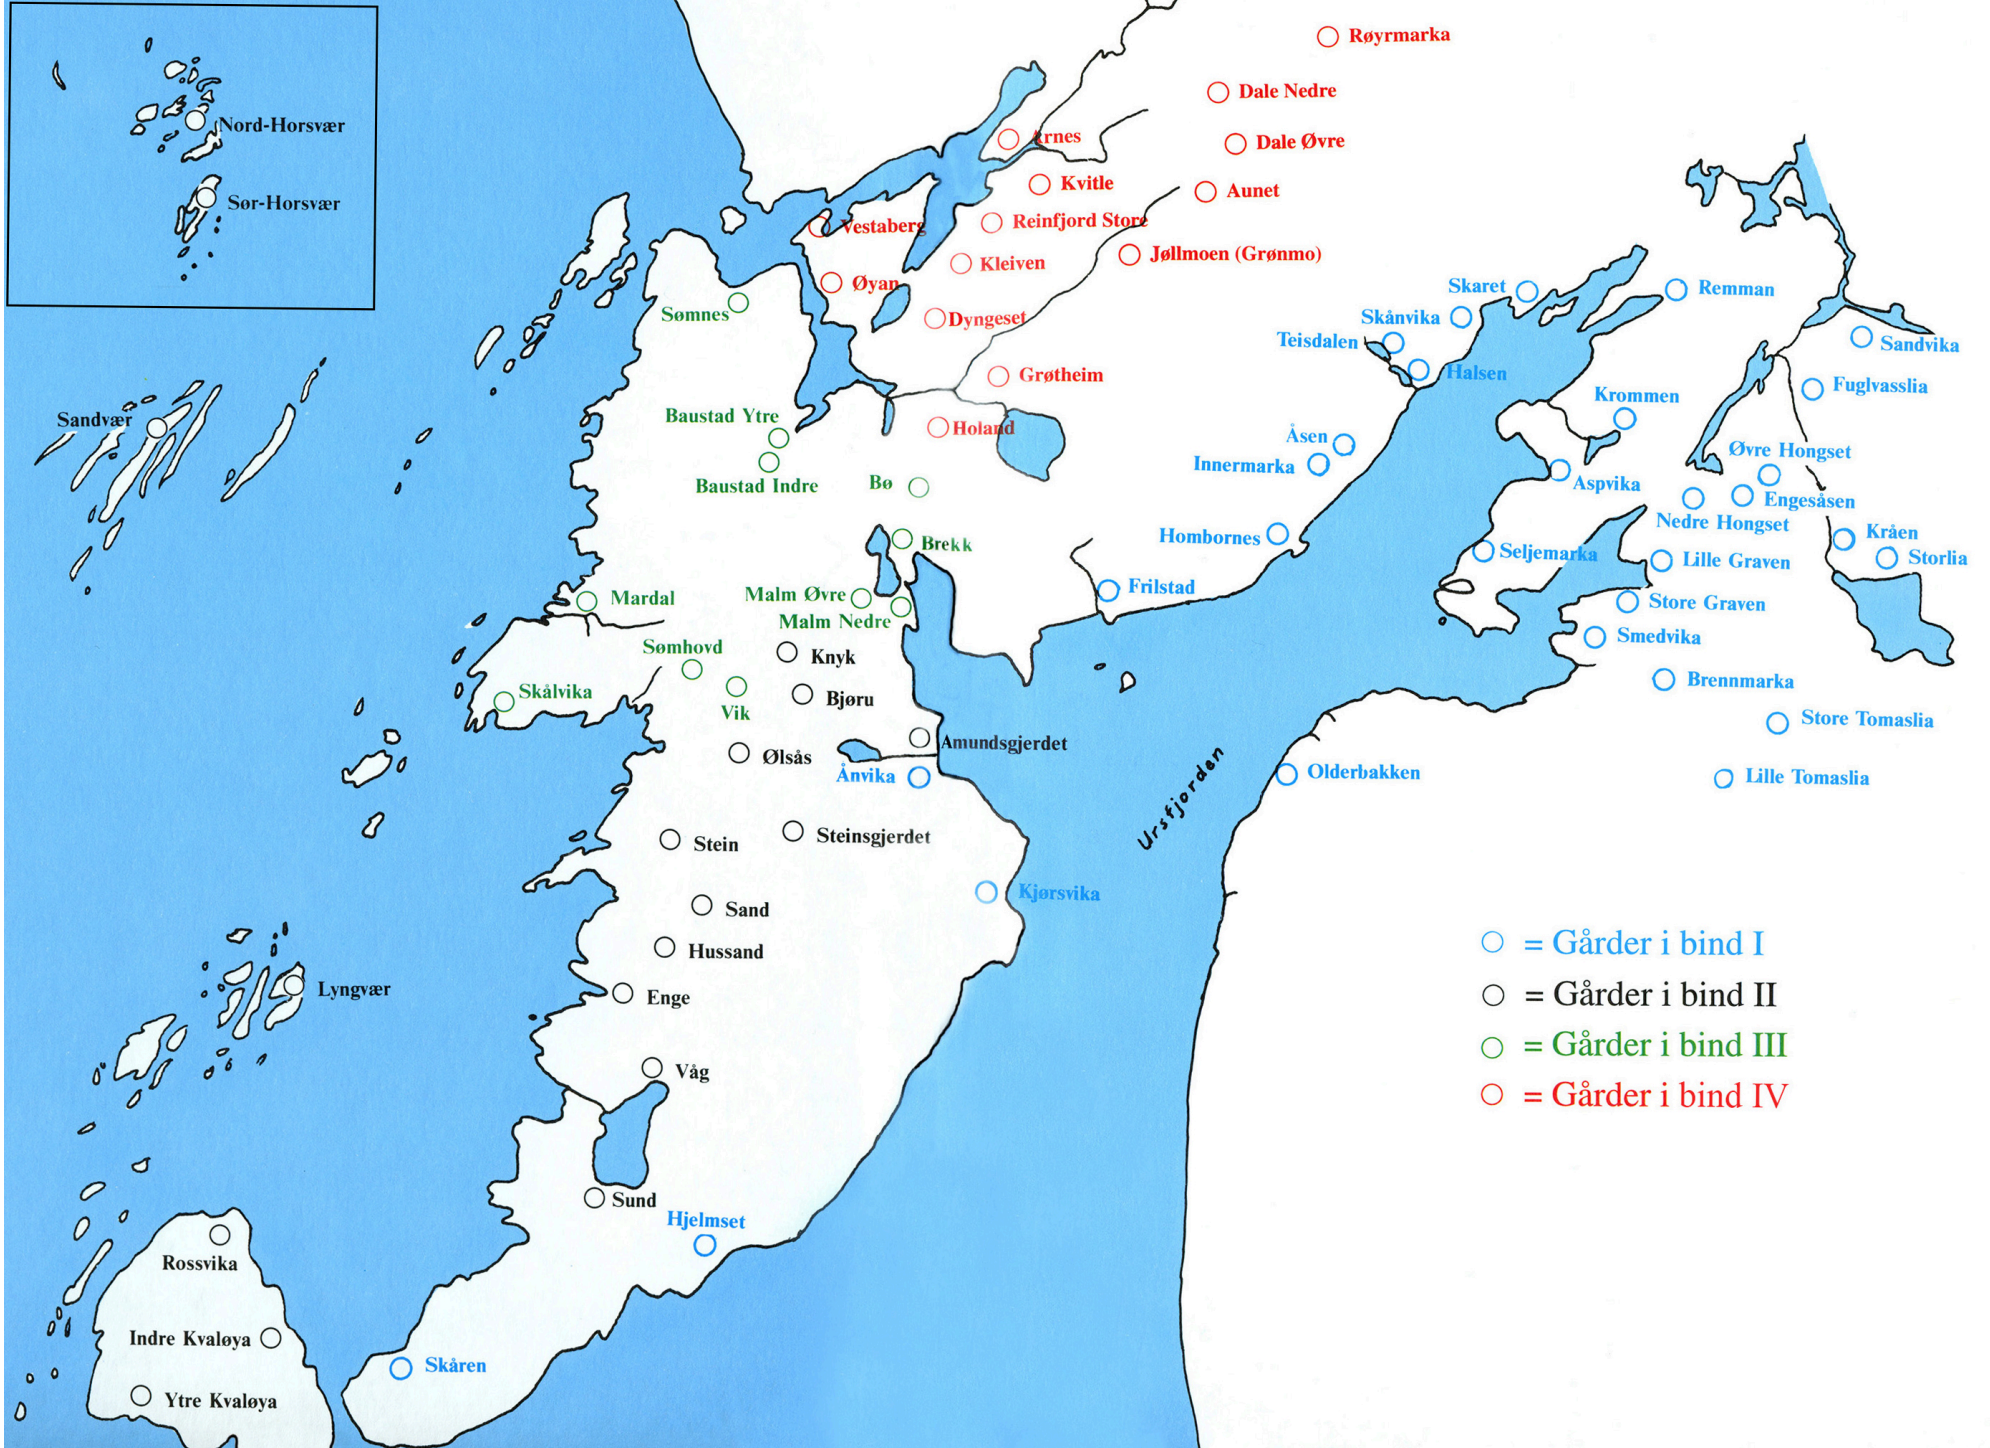 Røyrmarka
Dale Nedre
Nord-Horsvær
Arnes
Dale Øvre
Kvitle
Aunet
Sør-Horsvær
Reinfjord Store
Vestaberg
Jøllmoen (Grønmo)
Kleiven
Øyan
Skaret
Remman
Sømnes
Dyngeset
Skånvika
Teisdalen
Sandvika
Halsen
Grøtheim
Fuglvasslia
Krommen
Sandvær
Baustad Ytre
Holand
Åsen
Øvre Hongset
Innermarka
Baustad Indre
Bø
Aspvika
Engesåsen
Nedre Hongset
Hombornes
Kråen
Brekk
Seljemarka
Storlia
Lille Graven
Frilstad
Malm Øvre
Mardal
Store Graven
Malm Nedre
Smedvika
Sømhovd
Knyk
Brennmarka
Skålvika
Bjøru
Vik
Store Tomaslia
Amundsgjerdet
Ølsås
Ånvika
Olderbakken
Lille Tomaslia
Ursfjorden
Stein
Steinsgjerdet
Kjørsvika
Sand
Hussand
= Gårder i bind I
Lyngvær
Enge
= Gårder i bind II
= Gårder i bind III
Våg
= Gårder i bind IV
Sund
Hjelmset
Rossvika
Indre Kvaløya
Skåren
Ytre Kvaløya